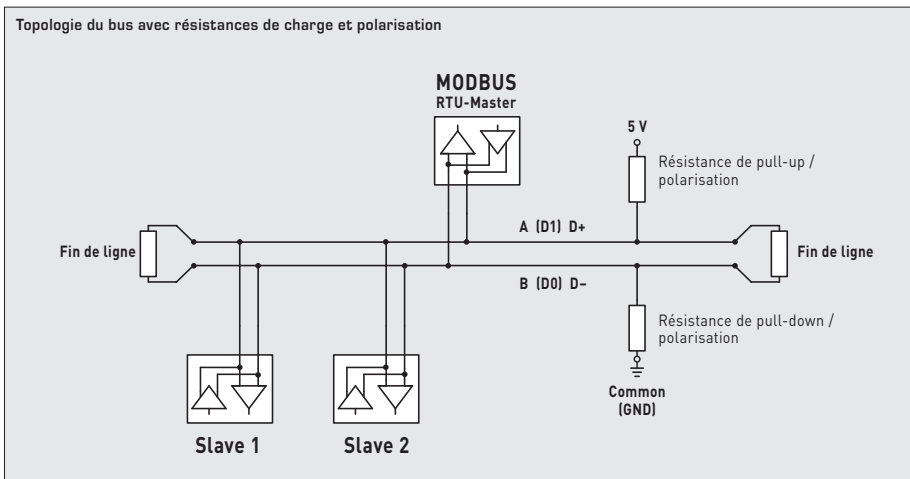 Topologie du bus avec résistances de charge et polarisation
MODBUS
RTU-Master
5 V
Résistance de pull-up /
polarisation
A (D1) D+
Fin de ligne
Fin de ligne
B (D0) D–
Résistance de pull-down /
polarisation
Common
(GND)
Slave 1
Slave 2